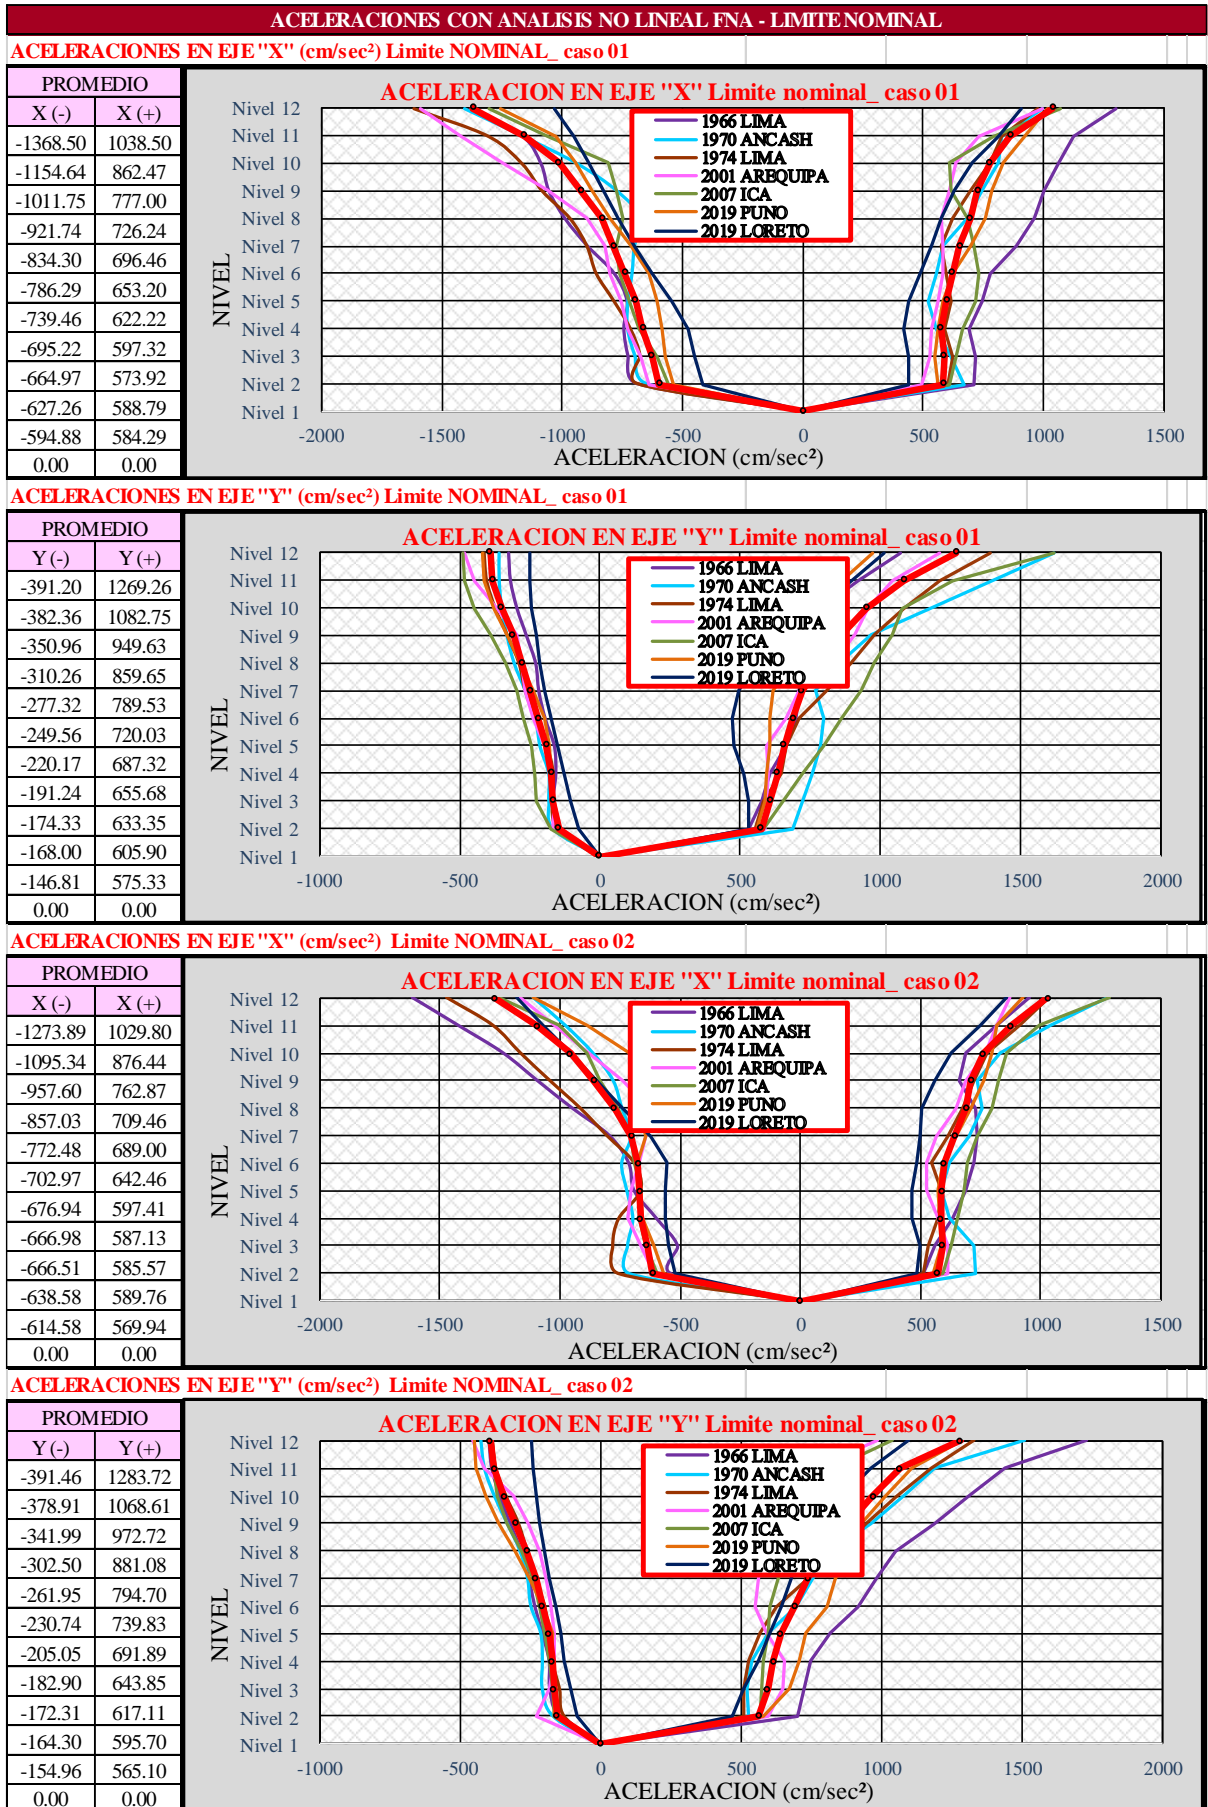 ACELERACIONES CON ANALISIS NO LINEAL FNA - LIMITE NOMINAL
ACELERACIONES EN EJE "X" (cm/sec²) Limite NOMINAL_ caso 01
PROMEDIO
X (-) X (+)
-1368.50 1038.50
-1154.64 862.47
-1011.75 777.00
-921.74 726.24
-834.30 696.46
-786.29 653.20
-739.46 622.22
-695.22 597.32
-664.97 573.92
-627.26 588.79
-594.88 584.29
0.00 0.00
ACELERACION EN EJE "X" Limite nominal_ caso 01
1966 LIMA
1970 ANCASH
1974 LIMA
2001 AREQUIPA
2007 ICA
2019 PUNO
2019 LORETO
NIVEL
Nivel 12
Nivel 11
Nivel 10
Nivel 9
Nivel 8
Nivel 7
Nivel 6
Nivel 5
Nivel 4
Nivel 3
Nivel 2
Nivel 1
-2000 -1500 -1000 -500 0 500 1000 1500
ACELERACION (cm/sec²)
ACELERACIONES EN EJE "Y" (cm/sec²) Limite NOMINAL_ caso 01
PROMEDIO
Y (-) Y (+)
-391.20 1269.26
-382.36 1082.75
-350.96 949.63
-310.26 859.65
-277.32 789.53
-249.56 720.03
-220.17 687.32
-191.24 655.68
-174.33 633.35
-168.00 605.90
-146.81 575.33
0.00 0.00
ACELERACION EN EJE "Y" Limite nominal_ caso 01
1966 LIMA
1970 ANCASH
1974 LIMA
2001 AREQUIPA
2007 ICA
2019 PUNO
2019 LORETO
NIVEL
Nivel 12
Nivel 11
Nivel 10
Nivel 9
Nivel 8
Nivel 7
Nivel 6
Nivel 5
Nivel 4
Nivel 3
Nivel 2
Nivel 1
-1000 -500 0 500 1000 1500 2000
ACELERACION (cm/sec²)
ACELERACIONES EN EJE "X" (cm/sec²) Limite NOMINAL_ caso 02
PROMEDIO
X (-) X (+)
-1273.89 1029.80
-1095.34 876.44
-957.60 762.87
-857.03 709.46
-772.48 689.00
-702.97 642.46
-676.94 597.41
-666.98 587.13
-666.51 585.57
-638.58 589.76
-614.58 569.94
0.00 0.00
ACELERACION EN EJE "X" Limite nominal_ caso 02
1966 LIMA
1970 ANCASH
1974 LIMA
2001 AREQUIPA
2007 ICA
2019 PUNO
2019 LORETO
NIVEL
Nivel 12
Nivel 11
Nivel 10
Nivel 9
Nivel 8
Nivel 7
Nivel 6
Nivel 5
Nivel 4
Nivel 3
Nivel 2
Nivel 1
-2000 -1500 -1000 -500 0 500 1000 1500
ACELERACION (cm/sec²)
ACELERACIONES EN EJE "Y" (cm/sec²) Limite NOMINAL_ caso 02
PROMEDIO
Y (-) Y (+)
-391.46 1283.72
-378.91 1068.61
-341.99 972.72
-302.50 881.08
-261.95 794.70
-230.74 739.83
-205.05 691.89
-182.90 643.85
-172.31 617.11
-164.30 595.70
-154.96 565.10
0.00 0.00
ACELERACION EN EJE "Y" Limite nominal_ caso 02
1966 LIMA
1970 ANCASH
1974 LIMA
2001 AREQUIPA
2007 ICA
2019 PUNO
2019 LORETO
NIVEL
Nivel 12
Nivel 11
Nivel 10
Nivel 9
Nivel 8
Nivel 7
Nivel 6
Nivel 5
Nivel 4
Nivel 3
Nivel 2
Nivel 1
-1000 -500 0 500 1000 1500 2000
ACELERACION (cm/sec²)